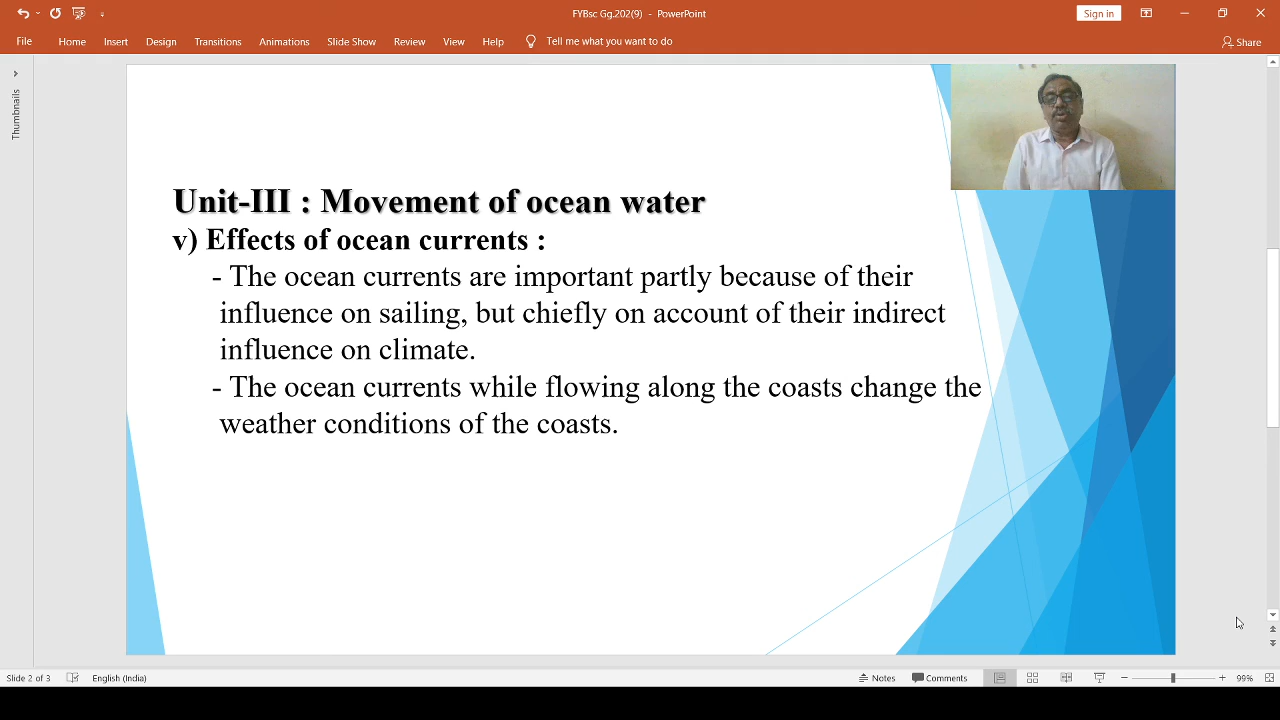 FYBsc Gg.202(9) - PowerPoint
Sign in
File Home Insert Design Transitions Animations Slide Show Review View Help Tell me what you want to do
Share
Thumbnails
Unit-III : Movement of ocean water
v) Effects of ocean currents :
- The ocean currents are important partly because of their
influence on sailing, but chiefly on account of their indirect
influence on climate.
- The ocean currents while flowing along the coasts change the
weather conditions of the coasts.
Slide 2 of 3 English (India) Notes Comments 99%